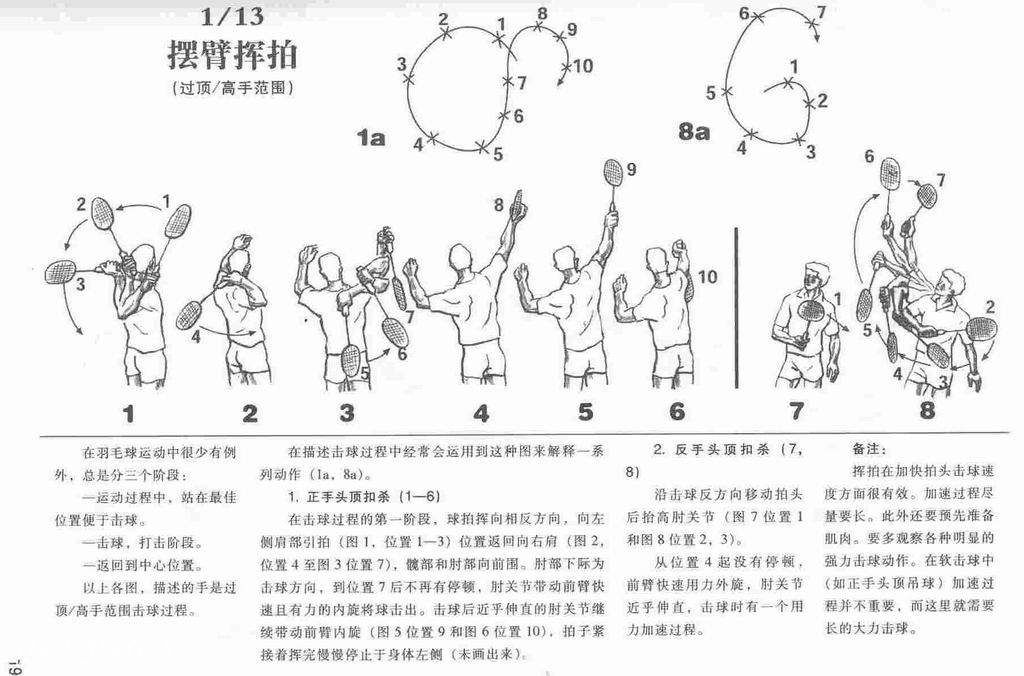 1/13
摆臂挥拍
(过顶/高手范围)
1a
1
2
3
4
5
6
7
8
9
10
8a
1
2
3
4
5
6
7
1
2
3
4
5
6
7
8
9
10
1
2
3
4
5
6
7
1
2
3
4
5
6
7
8
在羽毛球运动中很少有例
外，总是分三个阶段：
—运动过程中，站在最佳
位置便于击球。
—击球，打击阶段。
—返回到中心位置。
以上各图，描述的手是过
顶/高手范围击球过程。
在描述击球过程中经常会运用到这种图来解释一系
列动作（1a，8a）。
1. 正手头顶扣杀（1—6）
在击球过程的第一阶段，球拍挥向相反方向，向左
侧肩部引拍（图1，位置1—3）位置返回向右肩（图2，
位置4至图3位置7），髋部和肘部向前围。肘部下际为
击球方向，到位置7后不再有停顿，肘关节带动前臂快
速且有力的内旋将球击出。击球后近乎伸直的肘关节继
续带动前臂内旋（图5位置9和图6位置10），拍子紧
接着挥完慢慢停止于身体左侧（未画出来）。
2. 反手头顶扣杀（7，
8）
沿击球反方向移动拍头
后抬高肘关节（图7位置1
和图8位置2，3）。
从位置4起没有停顿，
前臂快速用力外旋，肘关节
近乎伸直，击球时有一个用
力加速过程。
备注：
挥拍在加快拍头击球速
度方面很有效。加速过程尽
量要长。此外还要预先准备
肌肉。要多观察各种明显的
强力击球动作。在软击球中
（如正手头顶吊球）加速过
程并不重要，而这里就需要
长的大力击球。